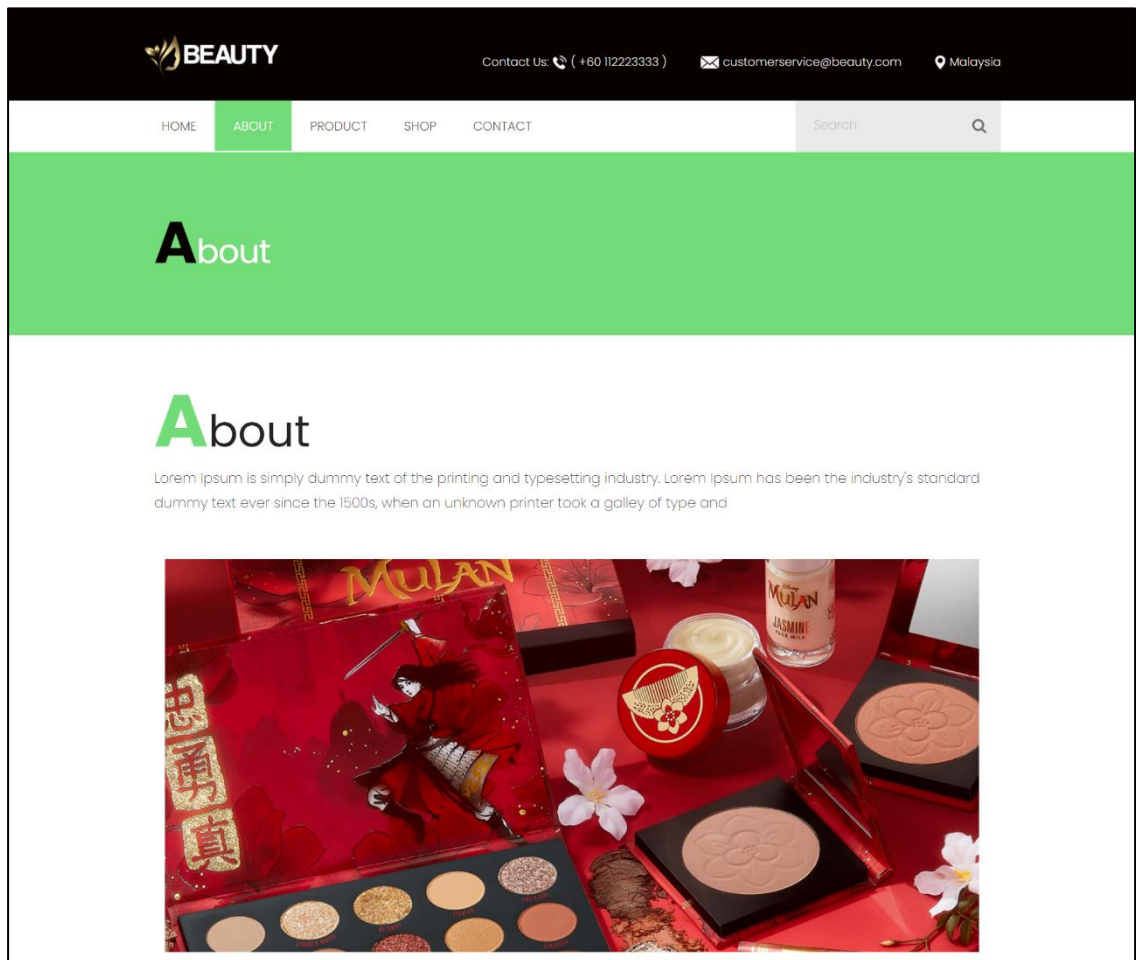 BEAUTY
Contact Us: ( +60 112223333 ) customerservice@beauty.com Malaysia
HOME ABOUT PRODUCT SHOP CONTACT Search
About
About
Lorem Ipsum is simply dummy text of the printing and typesetting industry. Lorem Ipsum has been the industry's standard
dummy text ever since the 1500s, when an unknown printer took a galley of type and
MULAN
Disney
MULAN
JASMINE
FACE MILK
忠
勇
真